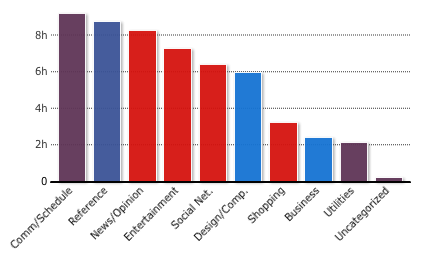 8h
6h
4h
2h
0
Comm/Schedule
Reference
News/Opinion
Entertainment
Social Net.
Design/Comp.
Shopping
Business
Utilities
Uncategorized